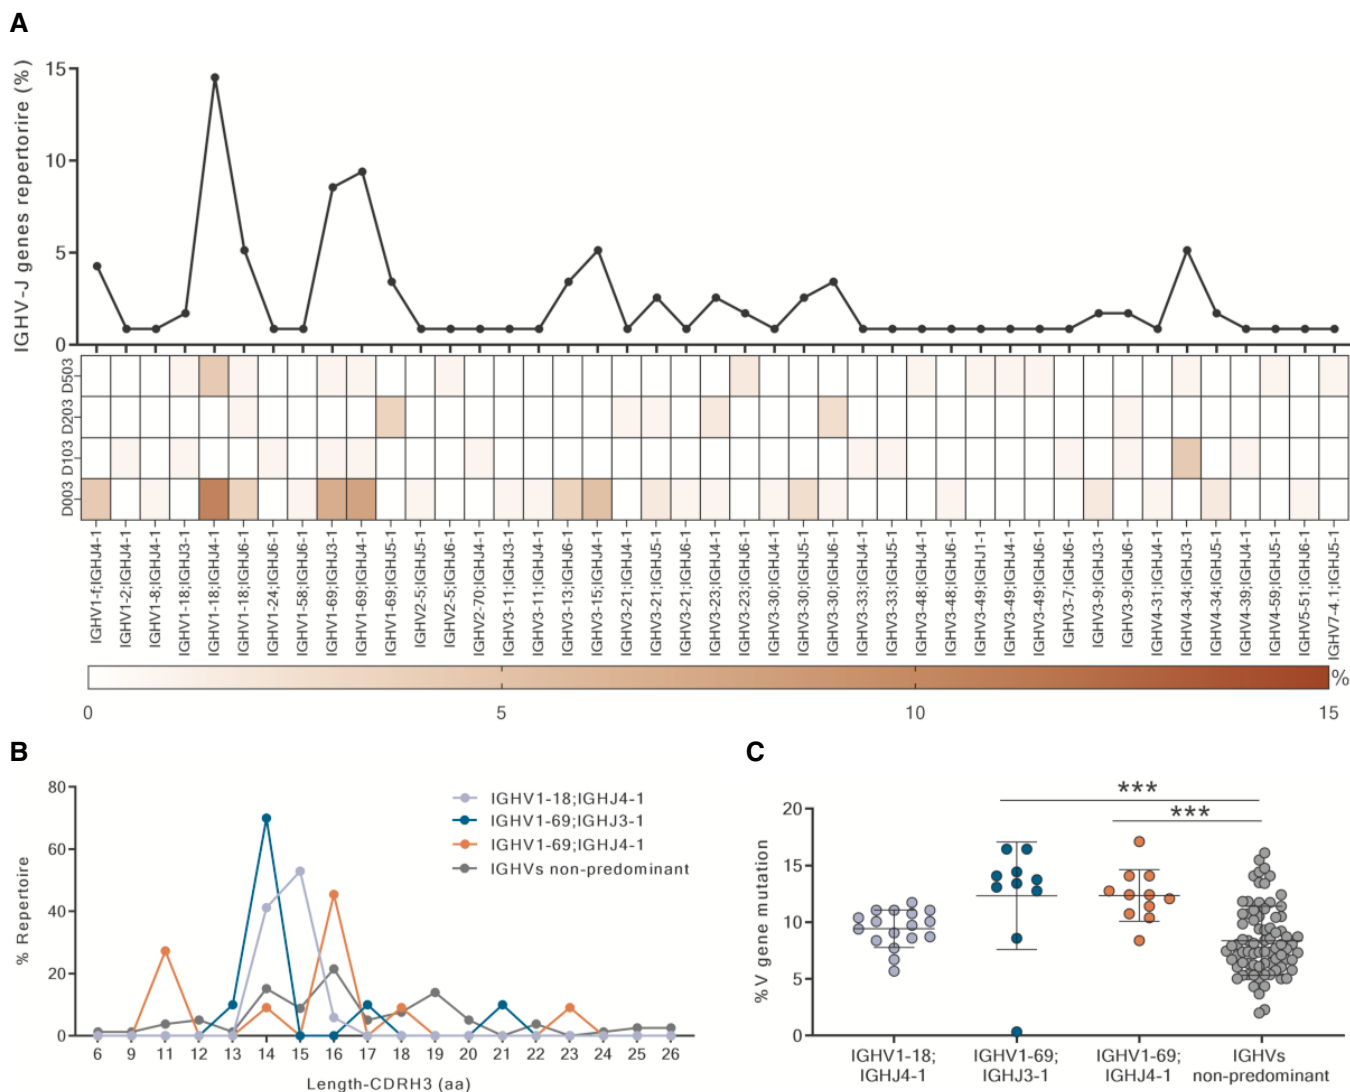 A
IGHV-J genes repertorire (%)
15
10
5
0
D503
D203
D103
D003
IGHV1-f;IGHJ4-1
IGHV1-2;IGHJ4-1
IGHV1-8;IGHJ4-1
IGHV1-18;IGHJ3-1
IGHV1-18;IGHJ4-1
IGHV1-18;IGHJ6-1
IGHV1-24;IGHJ6-1
IGHV1-58;IGHJ6-1
IGHV1-69;IGHJ3-1
IGHV1-69;IGHJ4-1
IGHV1-69;IGHJ5-1
IGHV2-5;IGHJ5-1
IGHV2-5;IGHJ6-1
IGHV2-70;IGHJ4-1
IGHV3-11;IGHJ3-1
IGHV3-11;IGHJ4-1
IGHV3-13;IGHJ6-1
IGHV3-15;IGHJ4-1
IGHV3-21;IGHJ4-1
IGHV3-21;IGHJ5-1
IGHV3-21;IGHJ6-1
IGHV3-23;IGHJ4-1
IGHV3-23;IGHJ6-1
IGHV3-30;IGHJ4-1
IGHV3-30;IGHJ5-1
IGHV3-30;IGHJ6-1
IGHV3-33;IGHJ4-1
IGHV3-33;IGHJ5-1
IGHV3-48;IGHJ4-1
IGHV3-48;IGHJ6-1
IGHV3-49;IGHJ1-1
IGHV3-49;IGHJ4-1
IGHV3-49;IGHJ6-1
IGHV3-7;IGHJ6-1
IGHV3-9;IGHJ3-1
IGHV3-9;IGHJ6-1
IGHV4-31;IGHJ4-1
IGHV4-34;IGHJ3-1
IGHV4-34;IGHJ5-1
IGHV4-39;IGHJ4-1
IGHV4-59;IGHJ5-1
IGHV5-51;IGHJ6-1
IGHV7-4.1;IGHJ5-1
%
0 5 10 15
B
% Repertoire
80
60
40
20
0
IGHV1-18;IGHJ4-1
IGHV1-69;IGHJ3-1
IGHV1-69;IGHJ4-1
IGHVs non-predominant
6 9 11 12 13 14 15 16 17 18 19 20 21 22 23 24 25 26
Length-CDRH3 (aa)
C
%V gene mutation
20
15
10
5
0
***
***
IGHV1-18;
IGHJ4-1
IGHV1-69;
IGHJ3-1
IGHV1-69;
IGHJ4-1
IGHVs
non-predominant